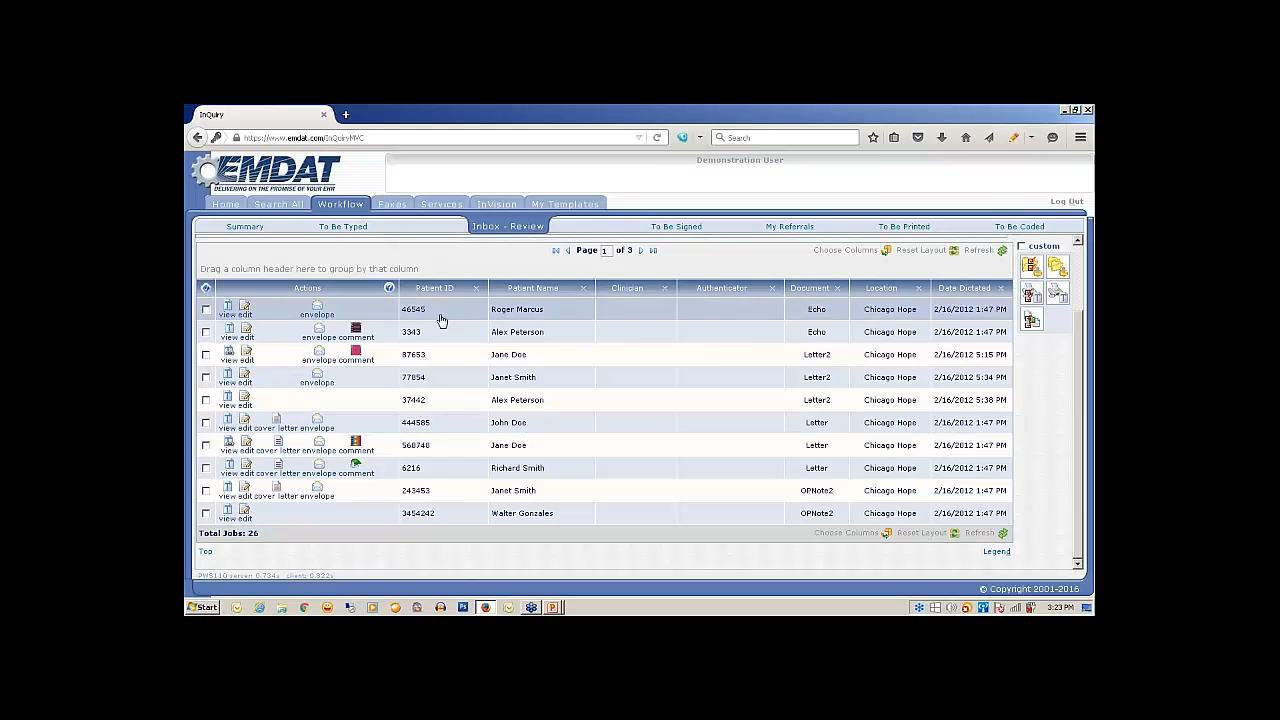 InQuiry
https://www.emdat.com/InQuiryMVC
Search
EMDAT
DELIVERING ON THE PROMISE OF YOUR EHR
Demonstration User
Log Out
Home Search All Workflow Faxes Services InVision My Templates
Summary To Be Typed Inbox - Review To Be Signed My Referrals To Be Printed To Be Coded
Page 1 of 3 Choose Columns Reset Layout Refresh custom
Drag a column header here to group by that column
Actions Patient ID Patient Name Clinician Authenticator Document Location Date Dictated
view edit envelope 46545 Roger Marcus Echo Chicago Hope 2/16/2012 1:47 PM
view edit envelope comment 3343 Alex Peterson Echo Chicago Hope 2/16/2012 1:47 PM
view edit envelope comment 87653 Jane Doe Letter2 Chicago Hope 2/16/2012 5:15 PM
view edit envelope 77854 Janet Smith Letter2 Chicago Hope 2/16/2012 5:34 PM
view edit 37442 Alex Peterson Letter2 Chicago Hope 2/16/2012 5:38 PM
view edit cover letter envelope 444585 John Doe Letter Chicago Hope 2/16/2012 1:47 PM
view edit cover letter envelope comment 568748 Jane Doe Letter Chicago Hope 2/16/2012 1:47 PM
view edit cover letter envelope comment 6216 Richard Smith Letter Chicago Hope 2/16/2012 1:47 PM
view edit cover letter envelope 243453 Janet Smith OPNote2 Chicago Hope 2/16/2012 1:47 PM
view edit 3454242 Walter Gonzales OPNote2 Chicago Hope 2/16/2012 1:47 PM
Total Jobs: 26 Choose Columns Reset Layout Refresh
Top Legend
PWS110 server: 0.734s client: 0.922s
© Copyright 2001-2016
Start 3:23 PM